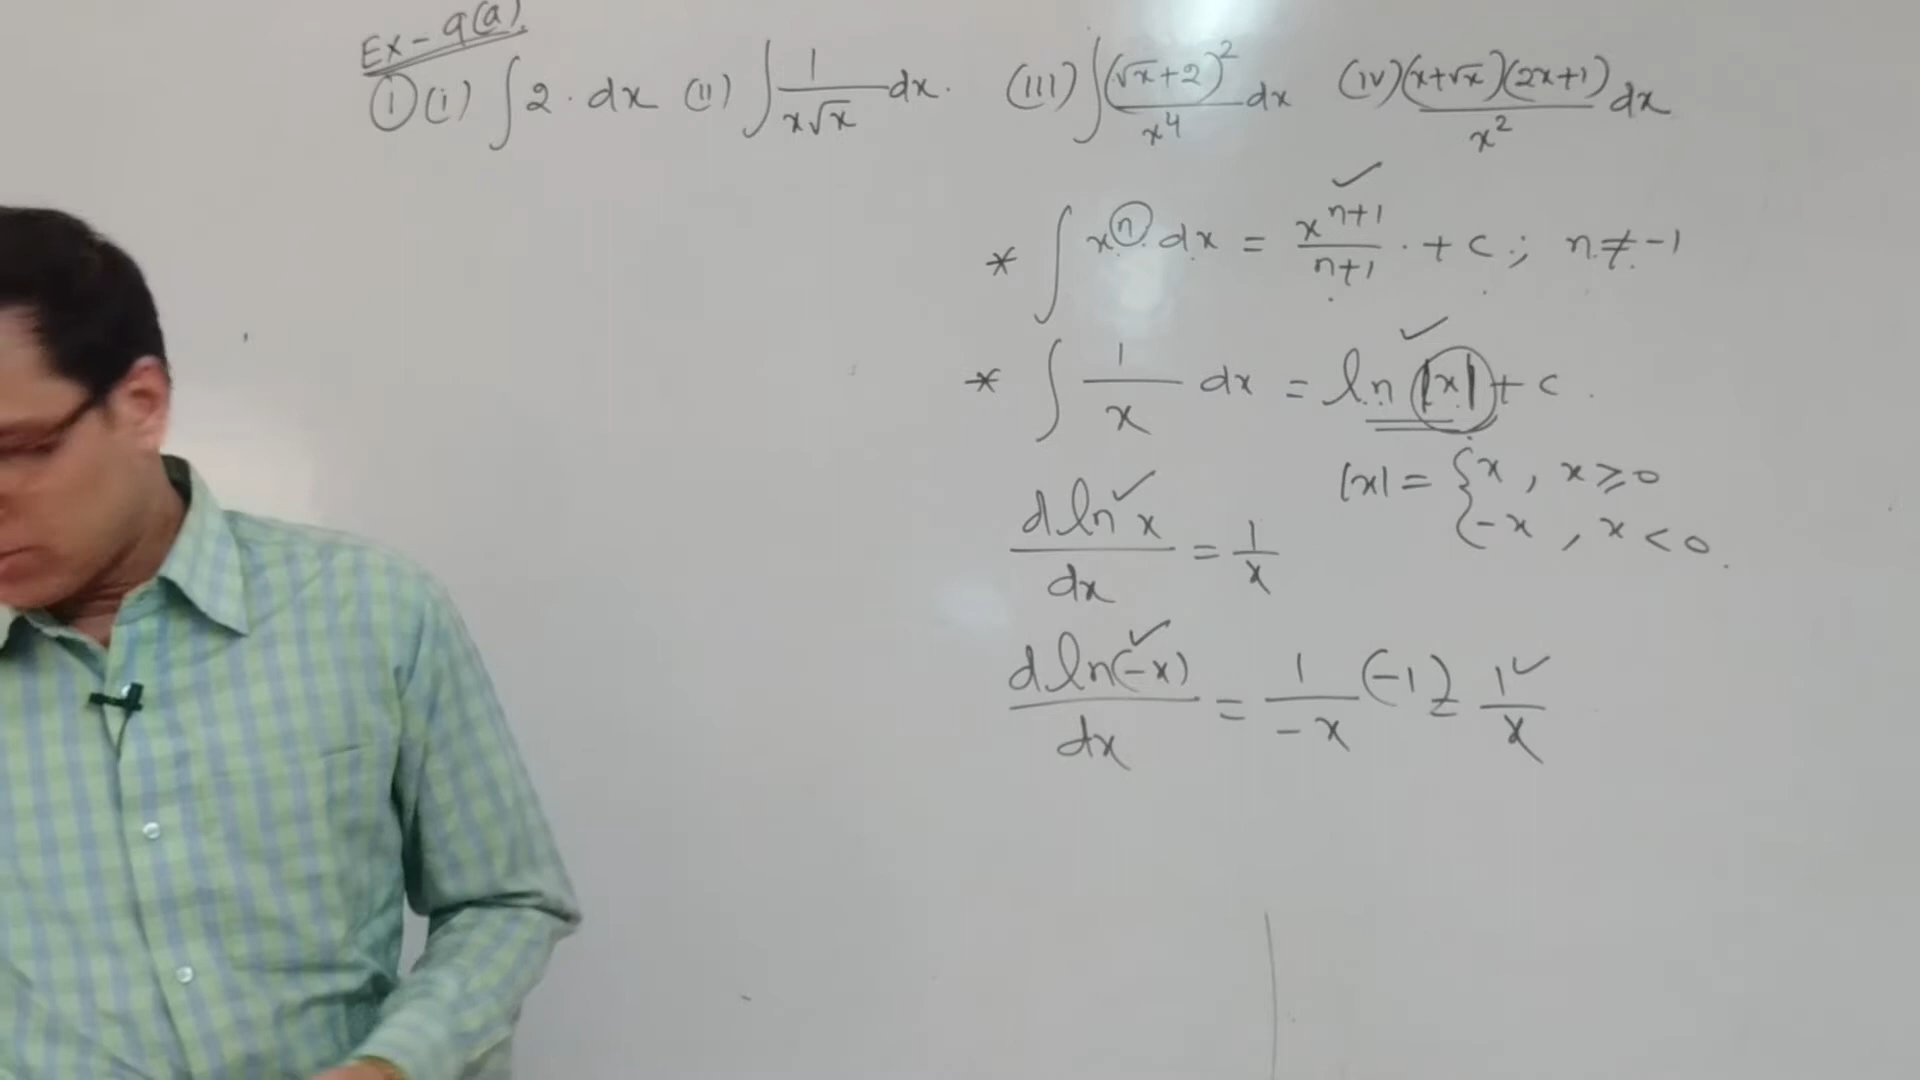 Ex-9(a).
① (i) ∫ 2 · dx (ii) ∫ 1/(x√x) dx. (iii) ∫ (√x+2)²/x⁴ dx (iv) (x+√x)(2x+1)/x² dx
* ∫ xⁿ dx = xⁿ⁺¹/(n+1) · + c ; n ≠ -1
* ∫ 1/x dx = ln |x| + c .
|x| = { x , x ≥ 0
-x , x < 0 .
d ln x/dx = 1/x
d ln(-x)/dx = 1/(-x) (-1) = 1/x